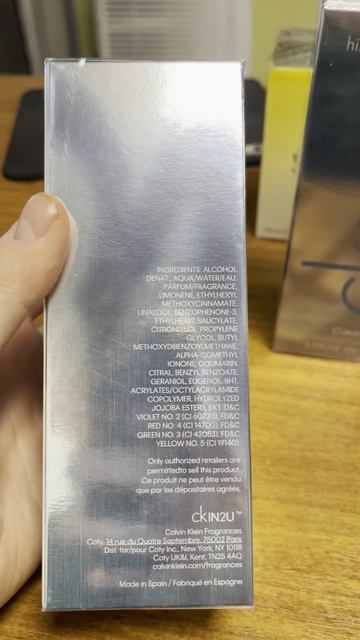 INGREDIENTS: ALCOHOL
DENAT., AQUA/WATER/EAU,
PARFUM/FRAGRANCE,
LIMONENE, ETHYLHEXYL
METHOXYCINNAMATE,
LINALOOL, BENZOPHENONE-3,
ETHYLHEXYL SALICYLATE,
CITRONELLOL, PROPYLENE
GLYCOL, BUTYL
METHOXYDIBENZOYLMETHANE,
ALPHA-ISOMETHYL
IONONE, COUMARIN,
CITRAL, BENZYL BENZOATE,
GERANIOL, EUGENOL, BHT,
ACRYLATES/OCTYLACRYLAMIDE
COPOLYMER, HYDROLYZED
JOJOBA ESTERS, EXT. D&C
VIOLET NO. 2 (CI 60730), FD&C
RED NO. 4 (CI 14700), FD&C
GREEN NO. 3 (CI 42053), FD&C
YELLOW NO. 5 (CI 19140).
Only authorized retailers are
permittedto sell this product.
Ce produit ne peut être vendu
que par les dépositaires agréés.
ckIN2U™
Calvin Klein Fragrances
Coty, 14 rue du Quatre Septembre, 75002 Paris
Dist. for/pour Coty Inc., New York, NY 10118
Coty UK&I, Kent, TN25 4AQ
calvinklein.com/fragrances
Made in Spain / Fabriqué en Espagne